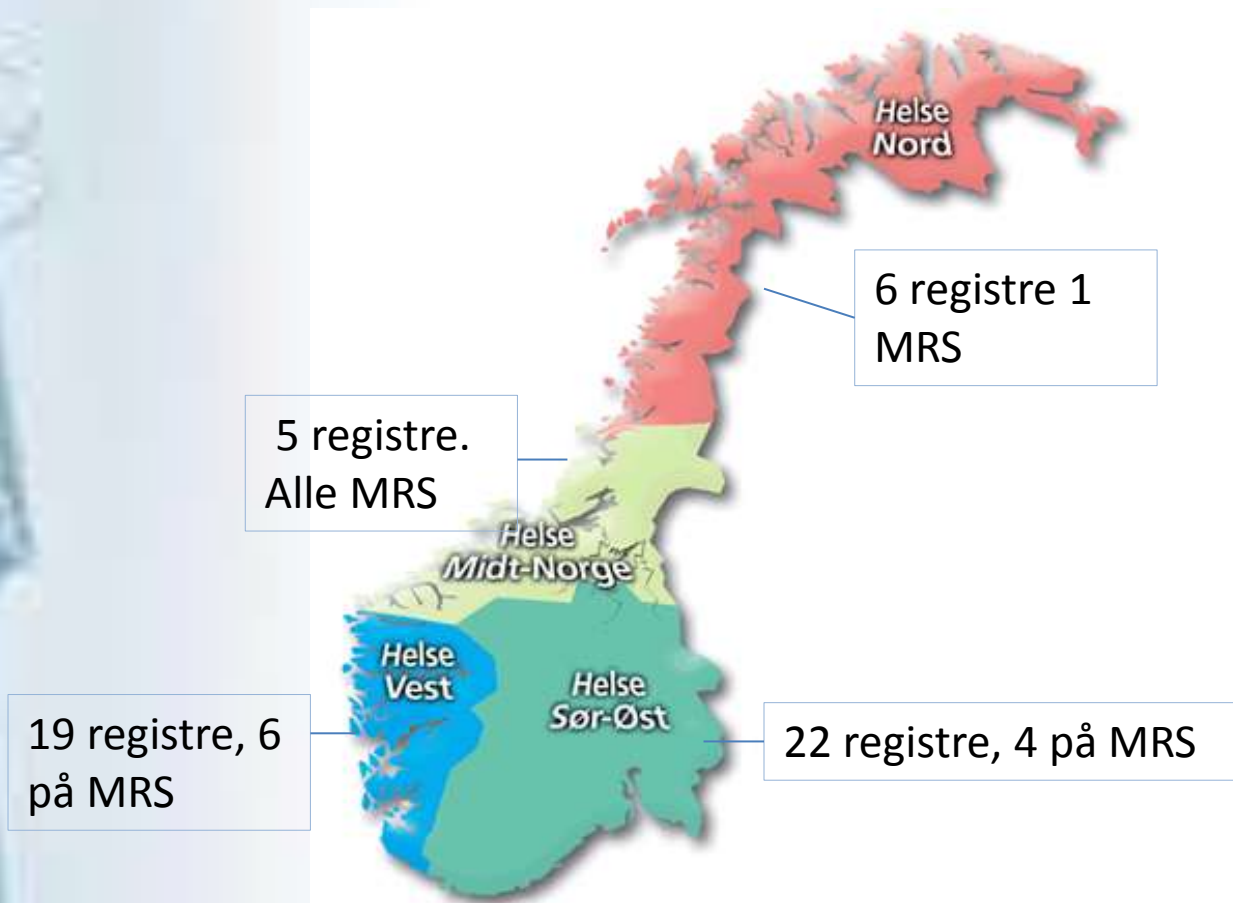 Helse
Nord
6 registre 1
MRS
5 registre.
Alle MRS
Helse
Midt-Norge
Helse
Vest
Helse
Sør-Øst
19 registre, 6
på MRS
22 registre, 4 på MRS